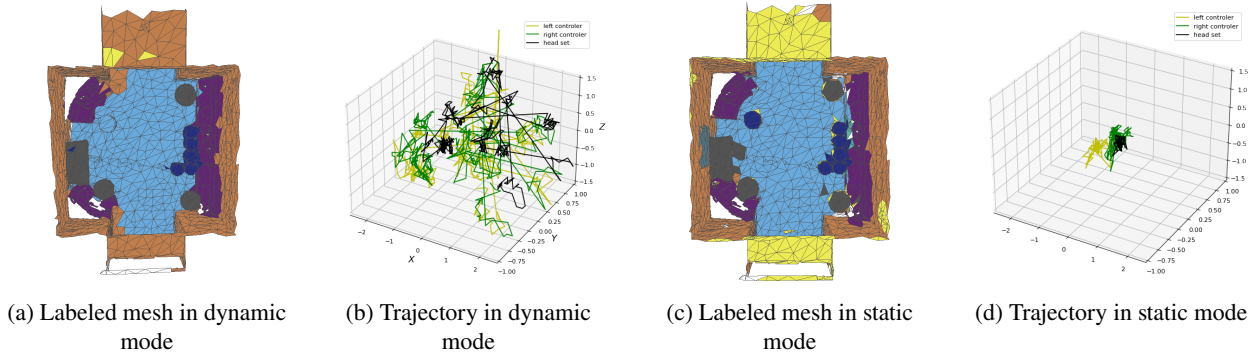 left controler
right controler
head set
1.5
1.0
0.5
0.0
−0.5
−1.0
−1.5
Z
1.00
0.75
0.50
0.25
0.00
−0.25
−0.50
−0.75
−1.00
Y
−2
−1
0
1
2
X
left controler
right controler
head set
1.5
1.0
0.5
0.0
−0.5
−1.0
−1.5
1.00
0.75
0.50
0.25
0.00
−0.25
−0.50
−0.75
−1.00
−2
−1
0
1
2
(a) Labeled mesh in dynamic
mode
(b) Trajectory in dynamic
mode
(c) Labeled mesh in static
mode
(d) Trajectory in static mode